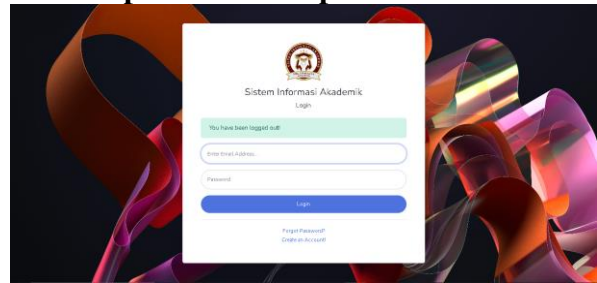 Sistem Informasi Akademik
Login
You have been logged out!
Enter Email Address...
Password
Login
Forgot Password?
Create an Account!